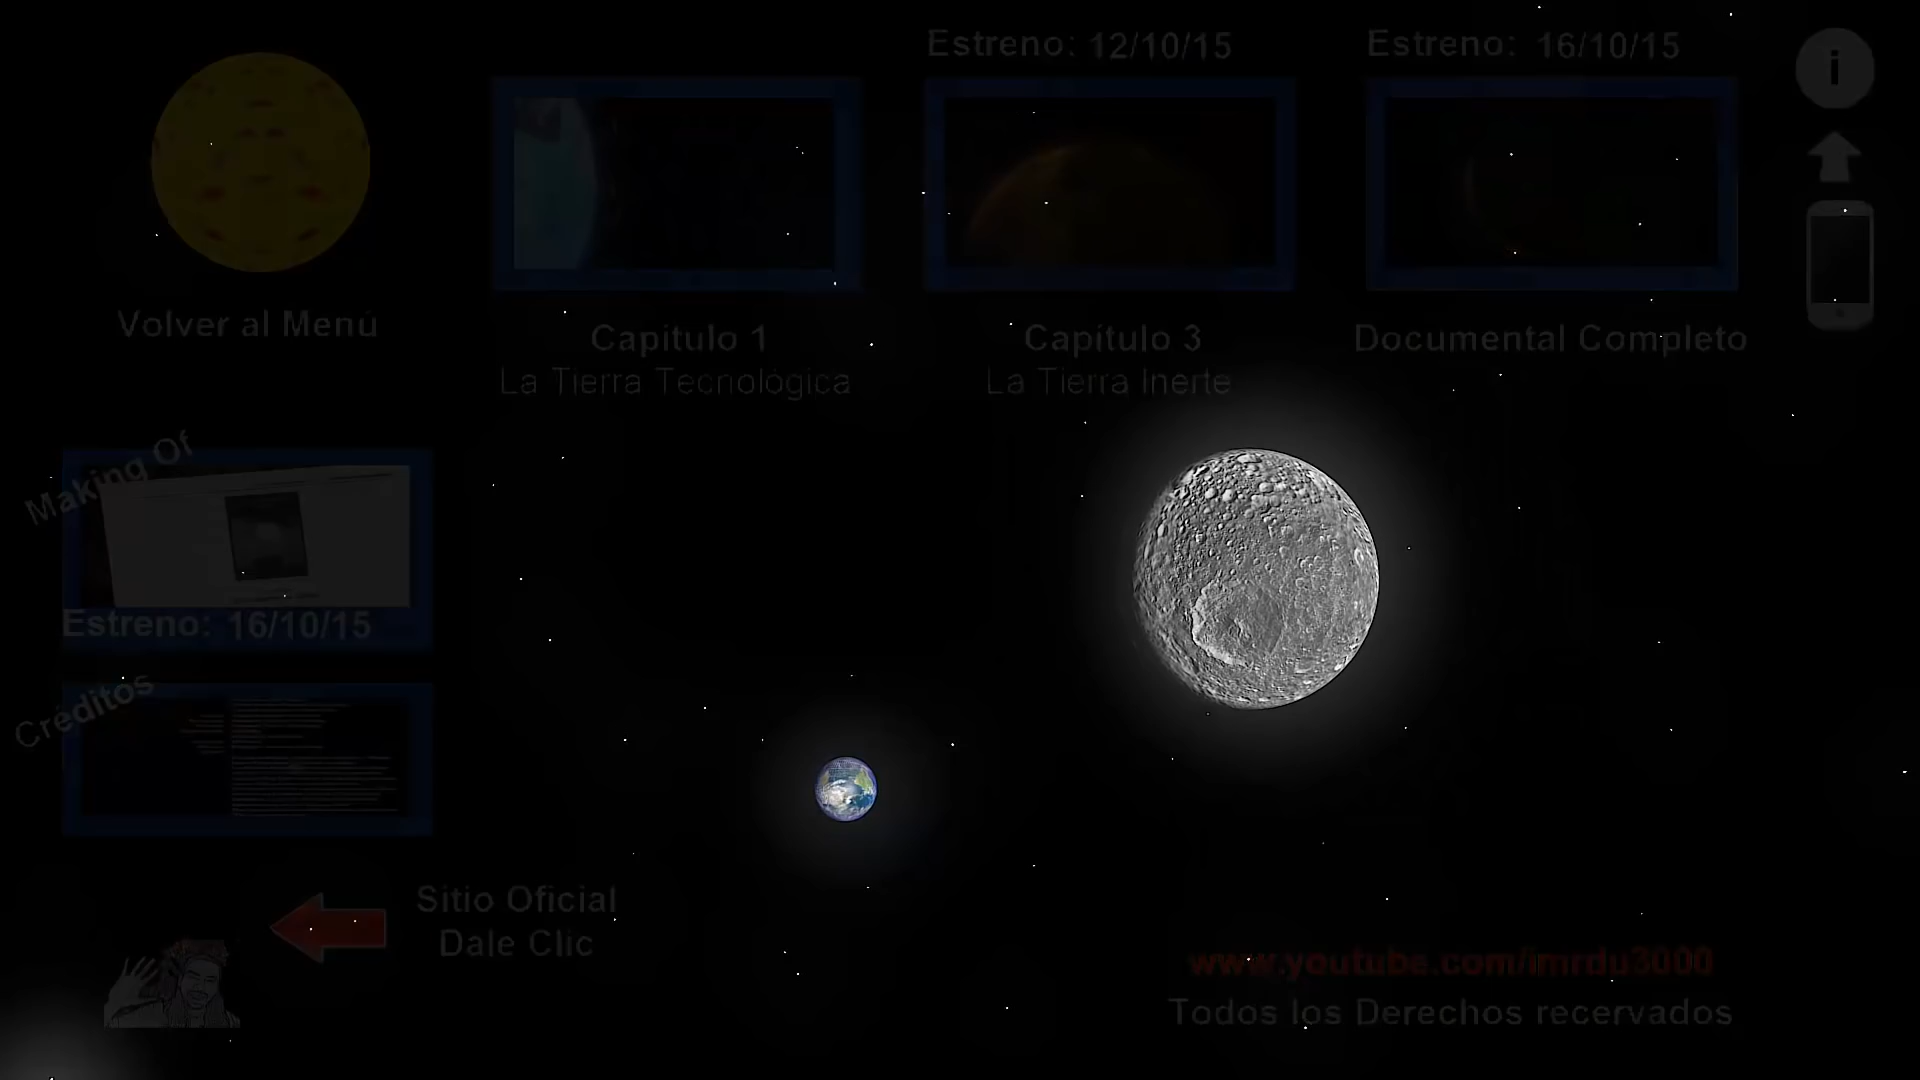 Estreno: 12/10/15
Estreno: 16/10/15
i
Volver al Menú
Capítulo 1
La Tierra Tecnológica
Capítulo 3
La Tierra Inerte
Documental Completo
Making Of
Estreno: 16/10/15
Créditos
Sitio Oficial
Dale Clic
www.youtube.com/imrdu3000
Todos los Derechos recervados